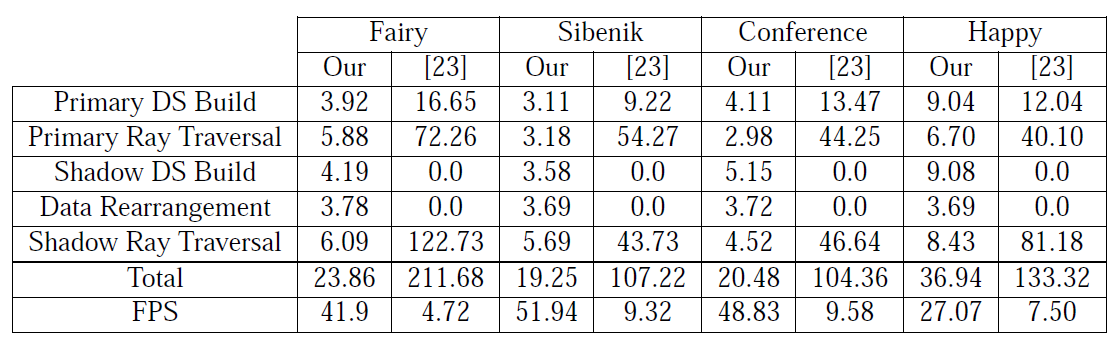 Fairy Sibenik Conference Happy
Our [23] Our [23] Our [23] Our [23]
Primary DS Build 3.92 16.65 3.11 9.22 4.11 13.47 9.04 12.04
Primary Ray Traversal 5.88 72.26 3.18 54.27 2.98 44.25 6.70 40.10
Shadow DS Build 4.19 0.0 3.58 0.0 5.15 0.0 9.08 0.0
Data Rearrangement 3.78 0.0 3.69 0.0 3.72 0.0 3.69 0.0
Shadow Ray Traversal 6.09 122.73 5.69 43.73 4.52 46.64 8.43 81.18
Total 23.86 211.68 19.25 107.22 20.48 104.36 36.94 133.32
FPS 41.9 4.72 51.94 9.32 48.83 9.58 27.07 7.50